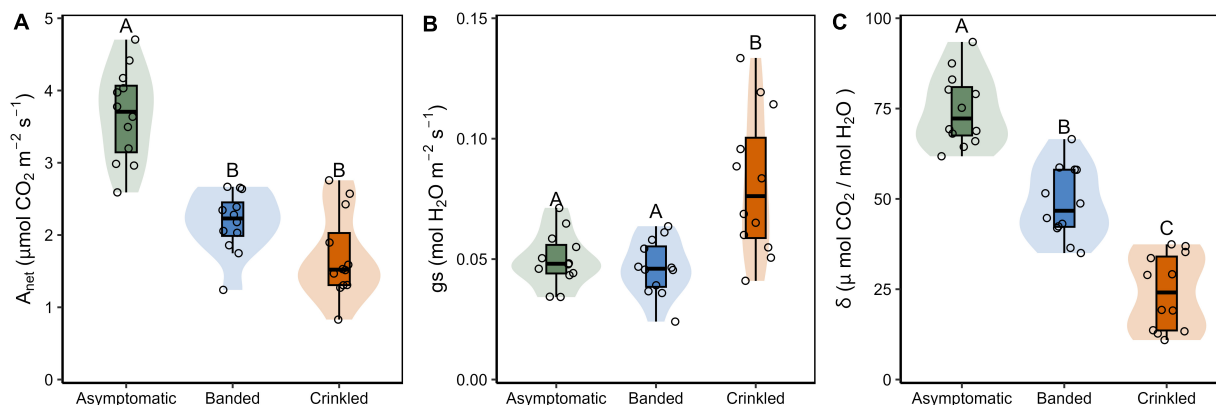 A
A_net (µmol CO₂ m⁻² s⁻¹)
5
4
3
2
1
0
A
B
B
Asymptomatic Banded Crinkled
B
gs (mol H₂O m⁻² s⁻¹)
0.15
0.10
0.05
0.00
A
A
B
Asymptomatic Banded Crinkled
C
δ (µ mol CO₂ / mol H₂O )
100
75
50
25
0
A
B
C
Asymptomatic Banded Crinkled